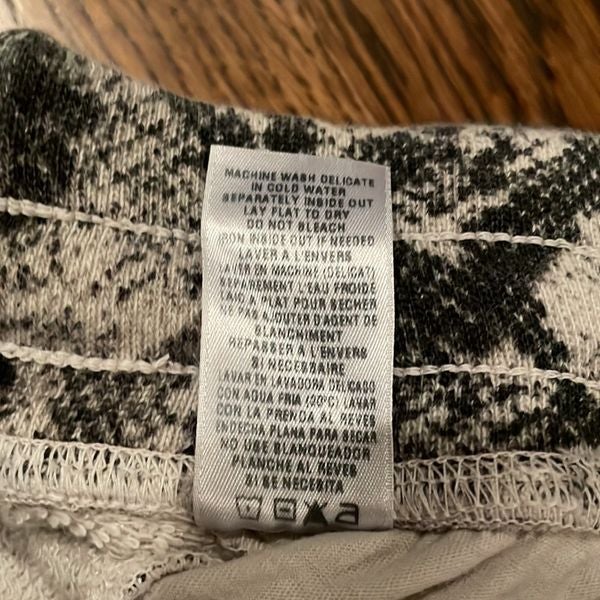 MACHINE WASH DELICATE
IN COLD WATER
SEPARATELY INSIDE OUT
LAY FLAT TO DRY
DO NOT BLEACH
IRON INSIDE OUT IF NEEDED
LAVER A L'ENVERS
LAVER EN MACHINE (DELICAT)
SEPAREMENT L'EAU FROIDE
LAID A PLAT POUR SECHER
NE PAS AJOUTER D'AGENT DE
BLANCHIMENT
REPASSER A L'ENVERS
SI NECESSAIRE
LAVAR EN LAVADORA DELICADO
CON AGUA FRIA LAVAR
CON LA PRENDA AL REVES
ENDECHA PLANA PARA SECAR
NO USE BLANQUEADOR
PLANCHE AL REVES
SI SE NECESITA